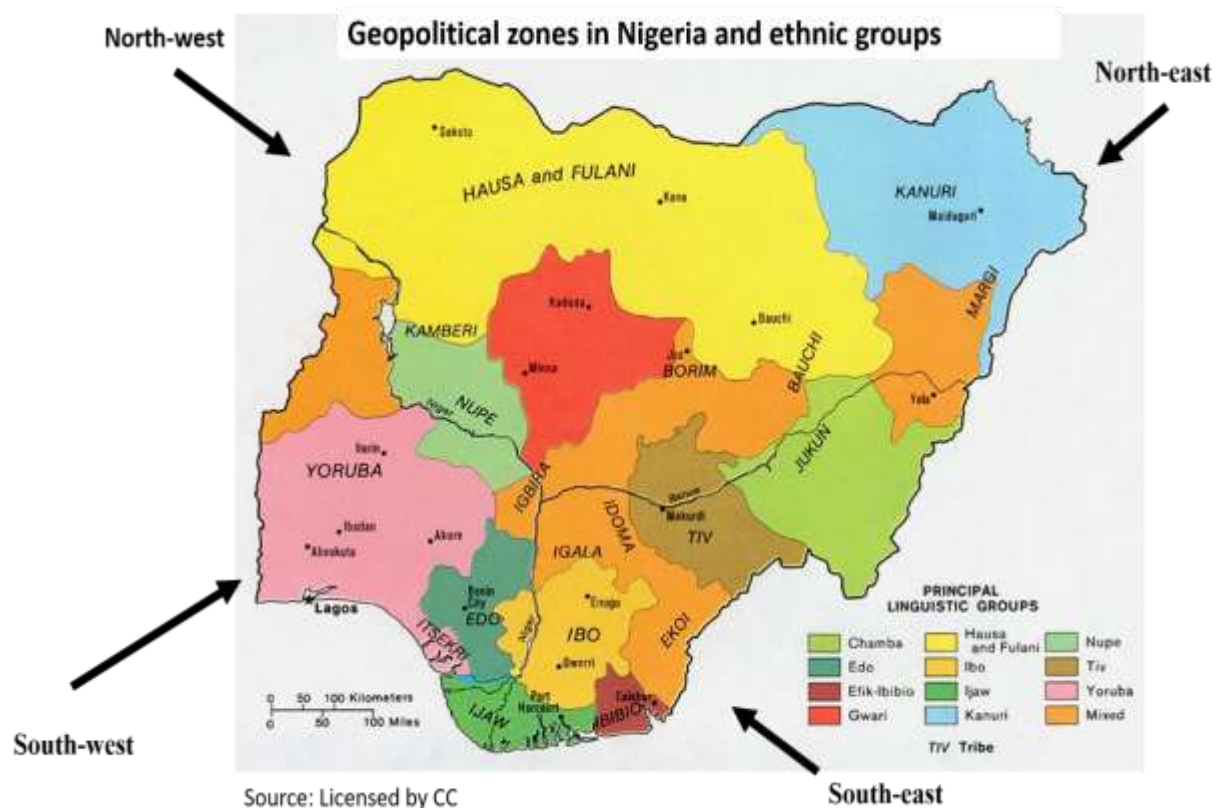 Geopolitical zones in Nigeria and ethnic groups
North-west
North-east
Sokoto
HAUSA and FULANI
Kano
KANURI
Maiduguri
MARGI
Kaduna
Bauchi
KAMBERI
BAUCHI
Jos
BORIM
Minna
Yola
NUPE
Niger
JUKUN
Ilorin
YORUBA
IGBIRA
Benue
Makurdi
IDOMA
TIV
Ibadan
Abeokuta
Akure
IGALA
Lagos
Benin
City
EDO
Enugu
IBO
Niger
EKOI
ITSEKRI
Owerri
Calabar
Port
Harcourt
IJAW
IBIBIO
PRINCIPAL
LINGUISTIC GROUPS
Chamba
Edo
Efik-Ibibio
Gwari
Hausa
and Fulani
Ibo
Ijaw
Kanuri
Nupe
Tiv
Yoruba
Mixed
TIV Tribe
0 50 100 Kilometers
0 50 100 Miles
South-west
South-east
Source: Licensed by CC